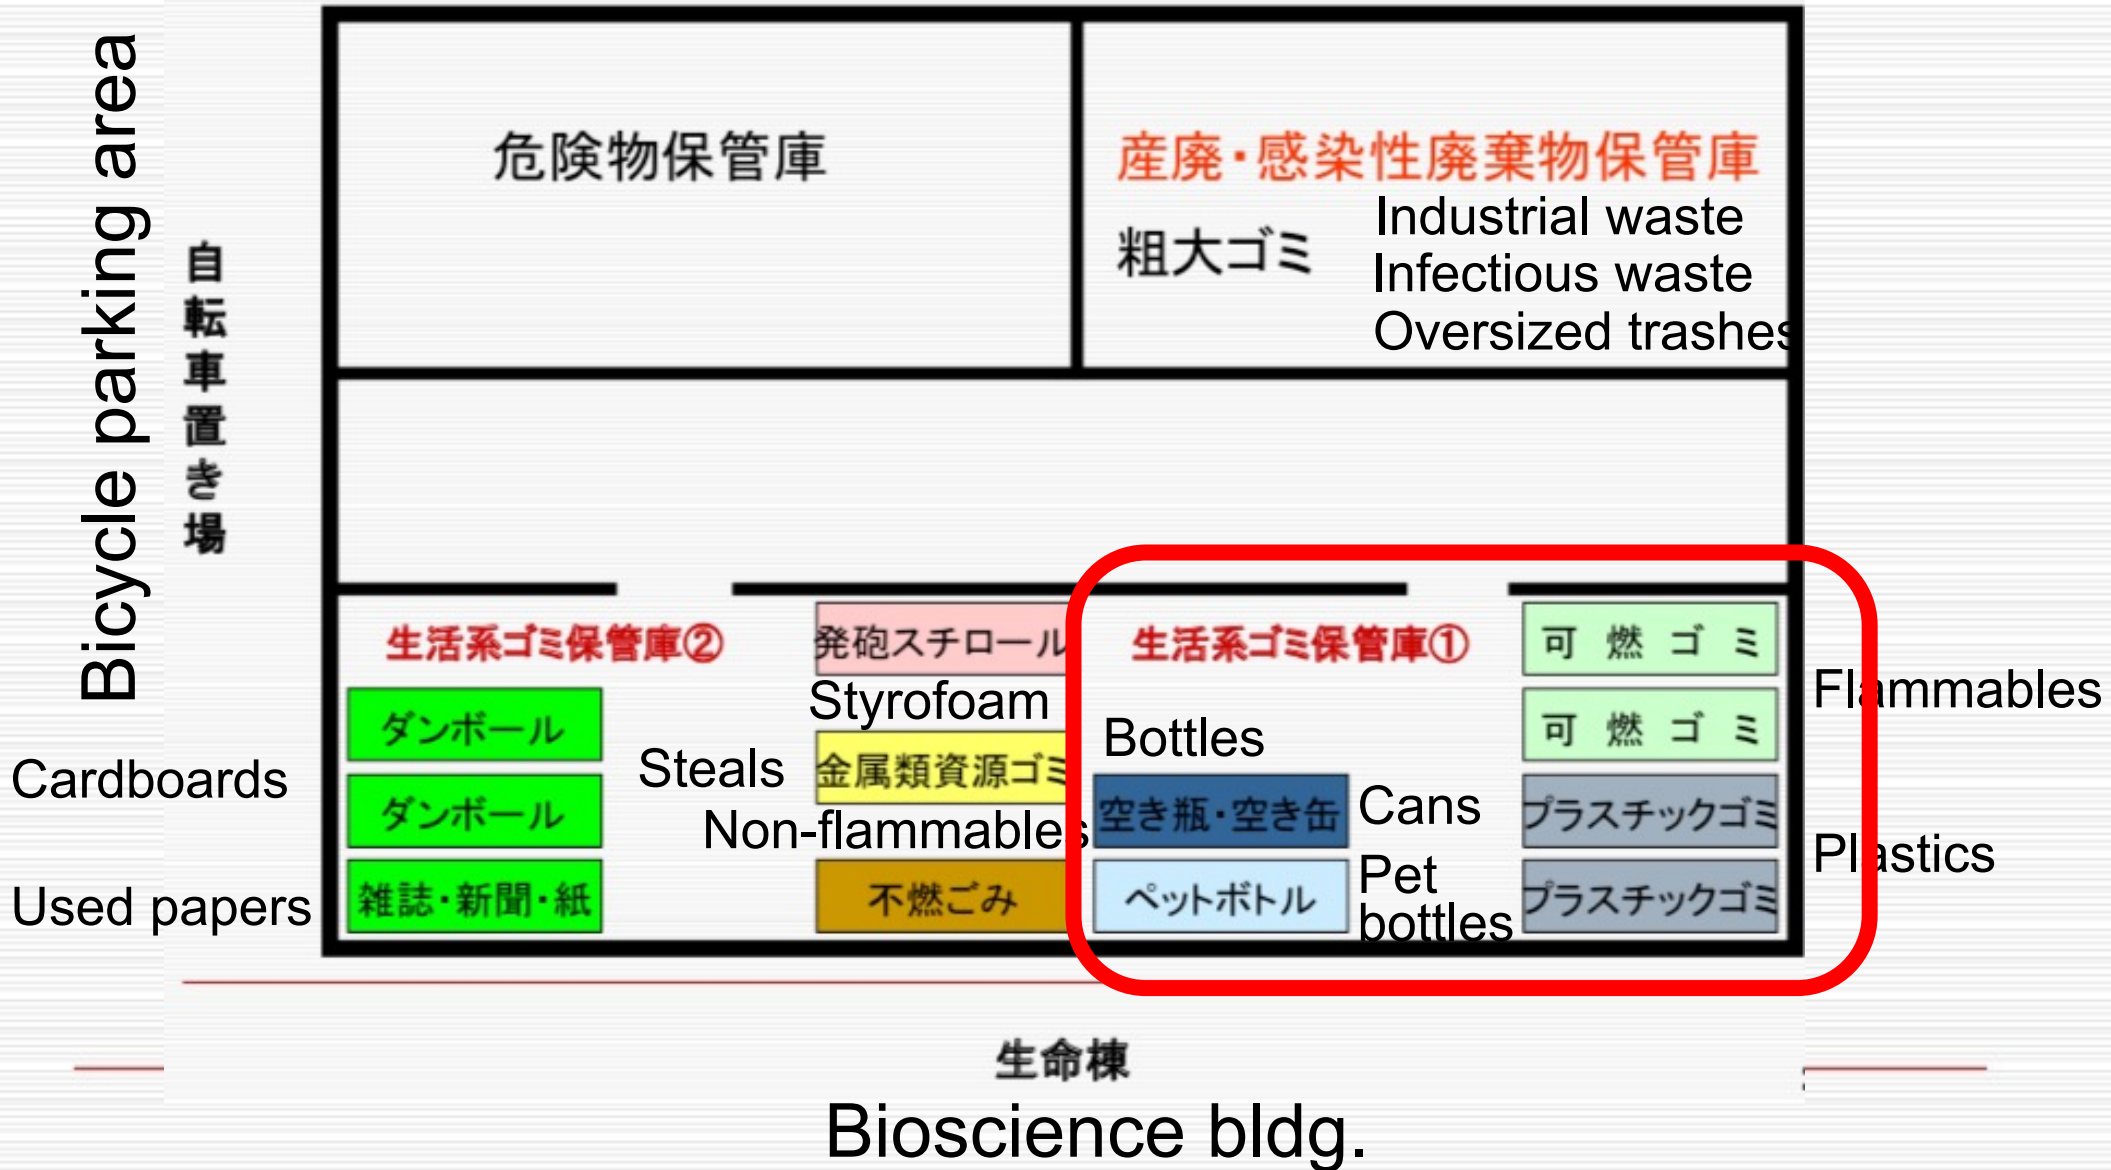 Bicycle parking area
自転車置き場
危険物保管庫
産廃・感染性廃棄物保管庫
粗大ゴミ
Industrial waste
Infectious waste
Oversized trashes
生活系ゴミ保管庫②
発砲スチロール
Styrofoam
ダンボール
Cardboards
ダンボール
Steals
金属類資源ゴミ
Non-flammables
Used papers
雑誌・新聞・紙
不燃ごみ
生活系ゴミ保管庫①
可燃ゴミ
Flammables
可燃ゴミ
Bottles
空き瓶・空き缶
Cans
プラスチックゴミ
Plastics
ペットボトル
Pet
bottles
プラスチックゴミ
生命棟
Bioscience bldg.